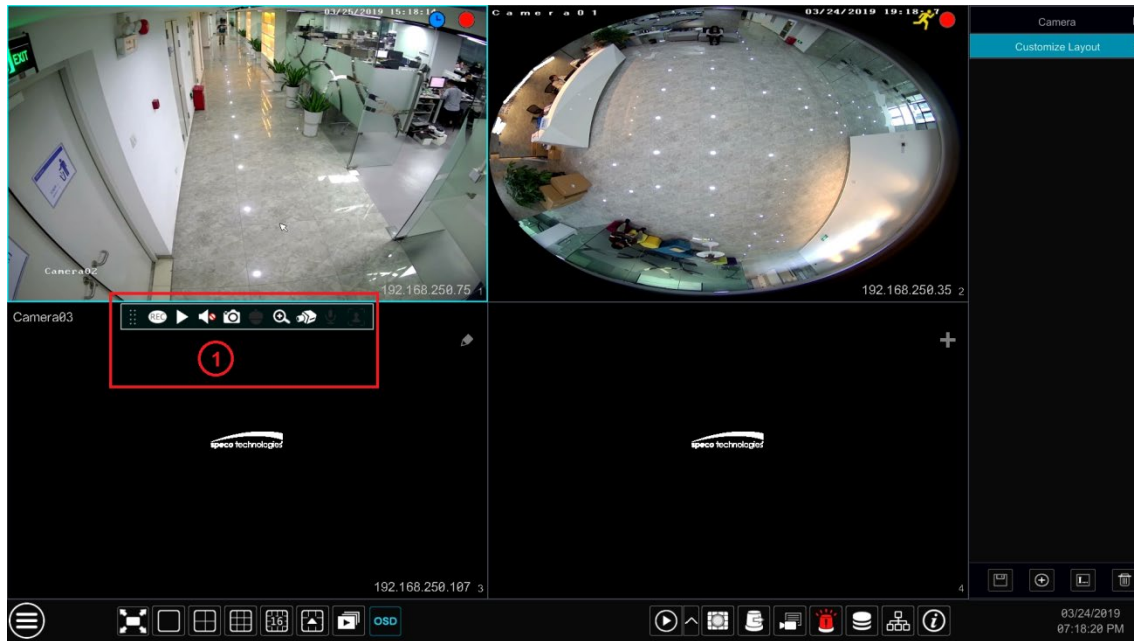 03/25/2019 15:18:14
EXIT
Camera02
192.168.250.75 1
Camera01
03/24/2019 19:18:17
192.168.250.35 2
Camera
Customize Layout
Camera03
REC
1
speco technologies
192.168.250.107 3
speco technologies
4
16
OSD
03/24/2019
07:18:20 PM